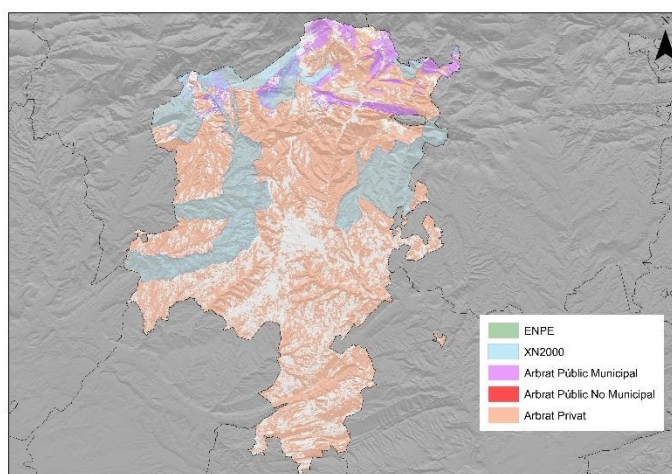 ENPE
XN2000
Arbrat Públic Municipal
Arbrat Públic No Municipal
Arbrat Privat